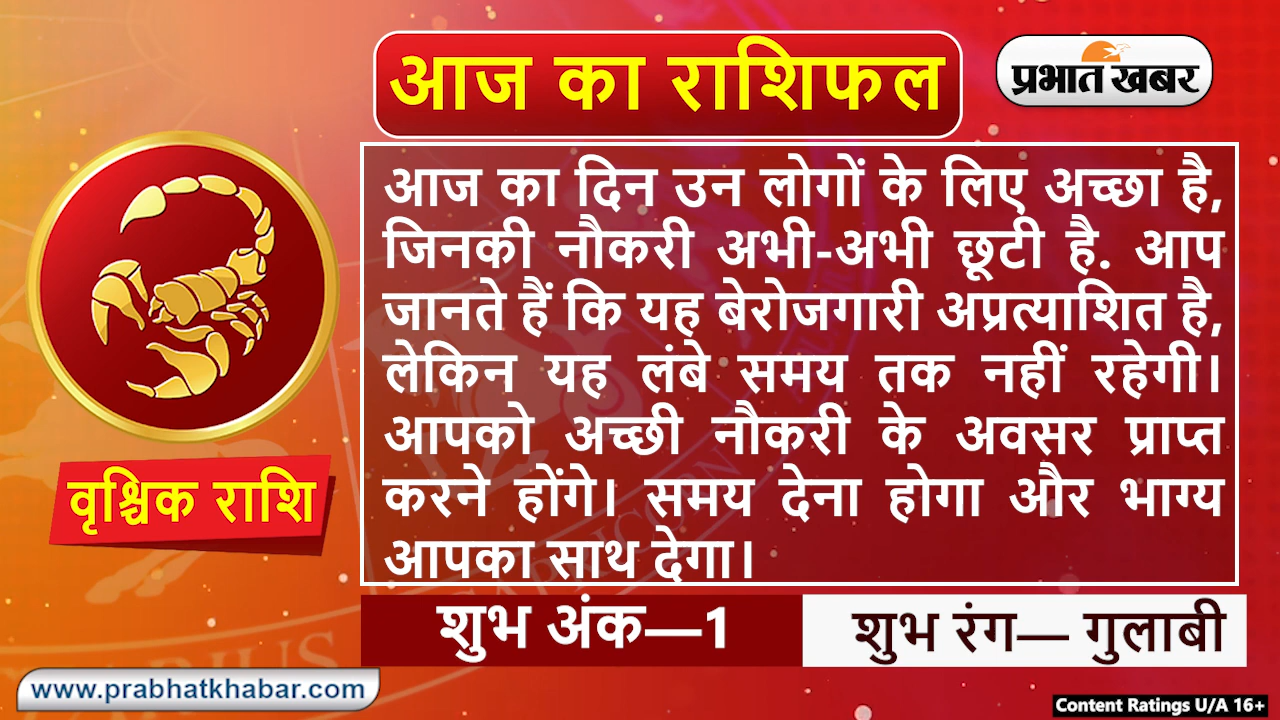 आज का राशिफल
प्रभात खबर
आज का दिन उन लोगों के लिए अच्छा है,
जिनकी नौकरी अभी-अभी छूटी है. आप
जानते हैं कि यह बेरोजगारी अप्रत्याशित है,
लेकिन यह लंबे समय तक नहीं रहेगी।
आपको अच्छी नौकरी के अवसर प्राप्त
करने होंगे। समय देना होगा और भाग्य
आपका साथ देगा।
वृश्चिक राशि
शुभ अंक—1
शुभ रंग— गुलाबी
www.prabhatkhabar.com
Content Ratings U/A 16+
CAPRICORN